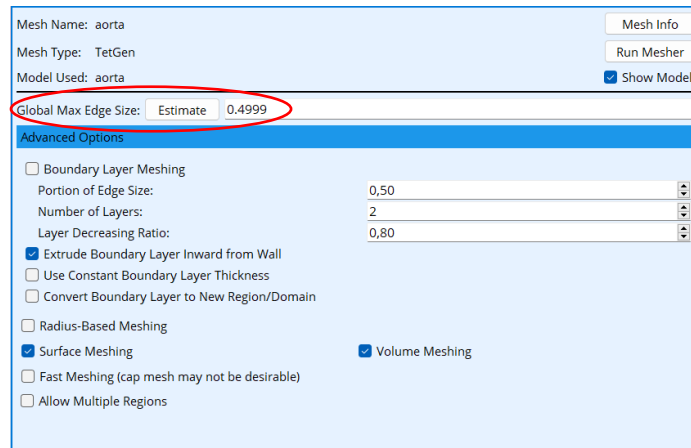 Mesh Name: aorta
Mesh Info
Mesh Type: TetGen
Run Mesher
Model Used: aorta
Show Model
Global Max Edge Size: Estimate 0.4999
Advanced Options
Boundary Layer Meshing
Portion of Edge Size: 0,50
Number of Layers: 2
Layer Decreasing Ratio: 0,80
Extrude Boundary Layer Inward from Wall
Use Constant Boundary Layer Thickness
Convert Boundary Layer to New Region/Domain
Radius-Based Meshing
Surface Meshing Volume Meshing
Fast Meshing (cap mesh may not be desirable)
Allow Multiple Regions